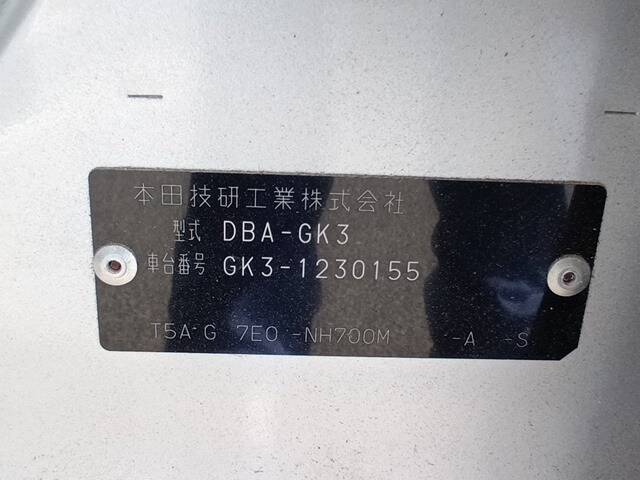 本田技研工業株式会社
型式 DBA-GK3
車台番号 GK3-1230155
T5A-G 7E0 -NH700M -A -S